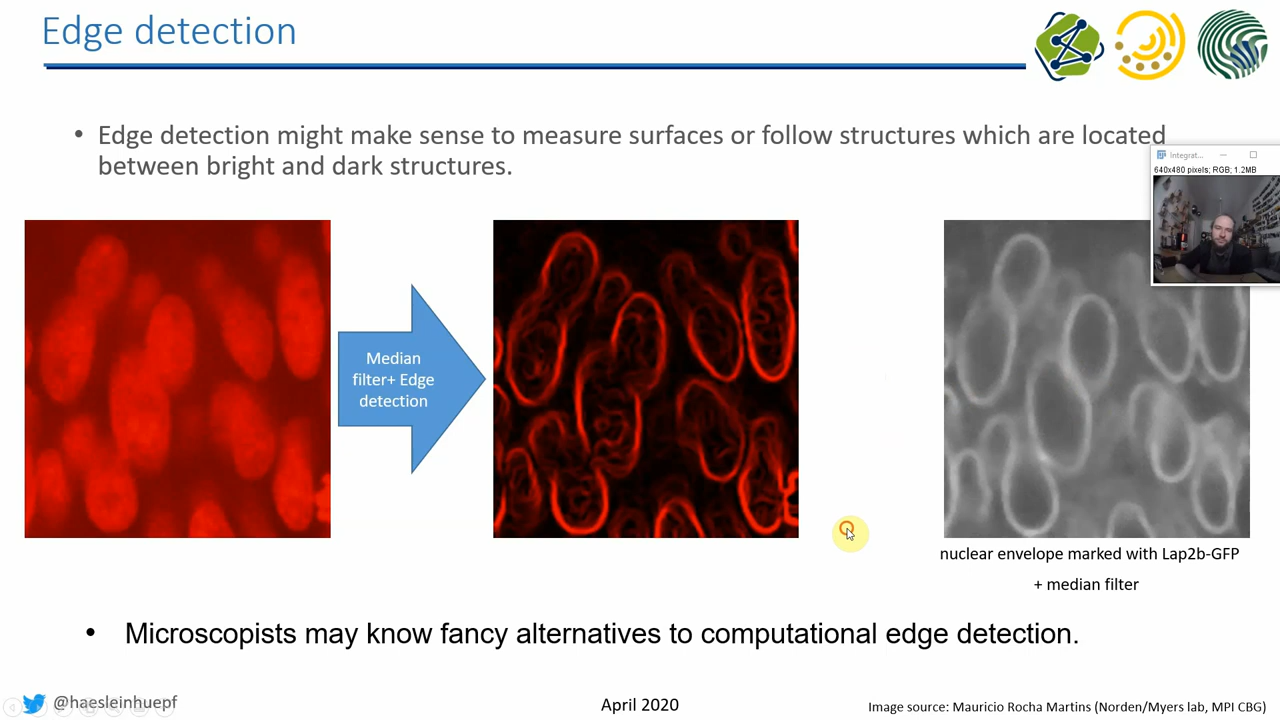 Edge detection
• Edge detection might make sense to measure surfaces or follow structures which are located
between bright and dark structures.
Integrat...
640x480 pixels; RGB; 1.2MB
Median
filter+ Edge
detection
nuclear envelope marked with Lap2b-GFP
+ median filter
• Microscopists may know fancy alternatives to computational edge detection.
@haesleinhuepf
April 2020
Image source: Mauricio Rocha Martins (Norden/Myers lab, MPI CBG)